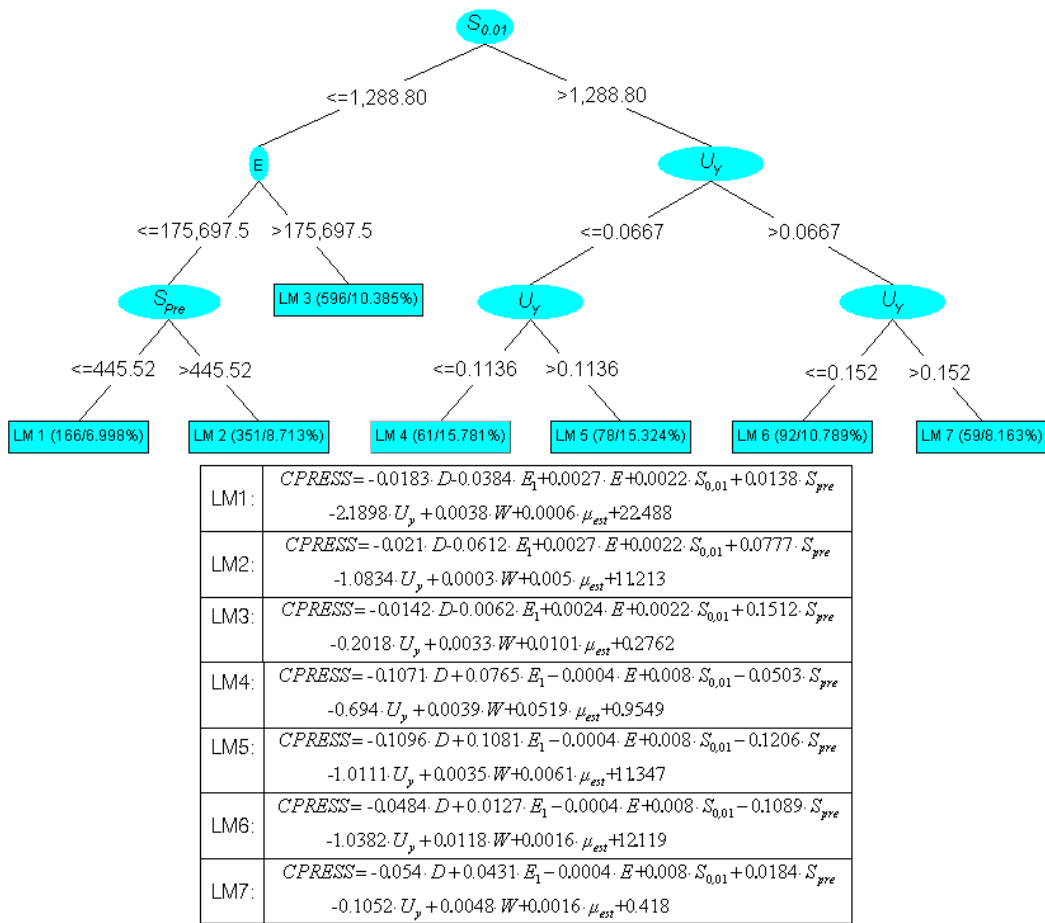 S0.01
<=1,288.80 >1,288.80
E Uy
<=175,697.5 >175,697.5 <=0.0667 >0.0667
SPre LM 3 (596/10.385%) Uy Uy
<=445.52 >445.52 <=0.1136 >0.1136 <=0.152 >0.152
LM 1 (166/6.998%) LM 2 (351/8.713%) LM 4 (61/15.781%) LM 5 (78/15.324%) LM 6 (92/10.789%) LM 7 (59/8.163%)
LM1: CPRESS= -0.0183· D-0.0384· E1+0.0027· E+0.0022· S0,01+0.0138· Spre
-2.1898· Uy+0.0038· W+0.0006· μest+22.488
LM2: CPRESS= -0.021· D-0.0612· E1+0.0027· E+0.0022· S0,01+0.0777· Spre
-1.0834· Uy+0.0003· W+0.005· μest+11.213
LM3: CPRESS= -0.0142· D-0.0062· E1+0.0024· E+0.0022· S0,01+0.1512· Spre
-0.2018· Uy+0.0033· W+0.0101· μest+0.2762
LM4: CPRESS= -0.1071· D+0.0765· E1-0.0004· E+0.008· S0,01-0.0503· Spre
-0.694· Uy+0.0039· W+0.0519· μest+0.9549
LM5: CPRESS= -0.1096· D+0.1081· E1-0.0004· E+0.008· S0,01-0.1206· Spre
-1.0111· Uy+0.0035· W+0.0061· μest+11.347
LM6: CPRESS= -0.0484· D+0.0127· E1-0.0004· E+0.008· S0,01-0.1089· Spre
-1.0382· Uy+0.0118· W+0.0016· μest+12.119
LM7: CPRESS= -0.054· D+0.0431· E1-0.0004· E+0.008· S0,01+0.0184· Spre
-0.1052· Uy+0.0048· W+0.0016· μest+0.418